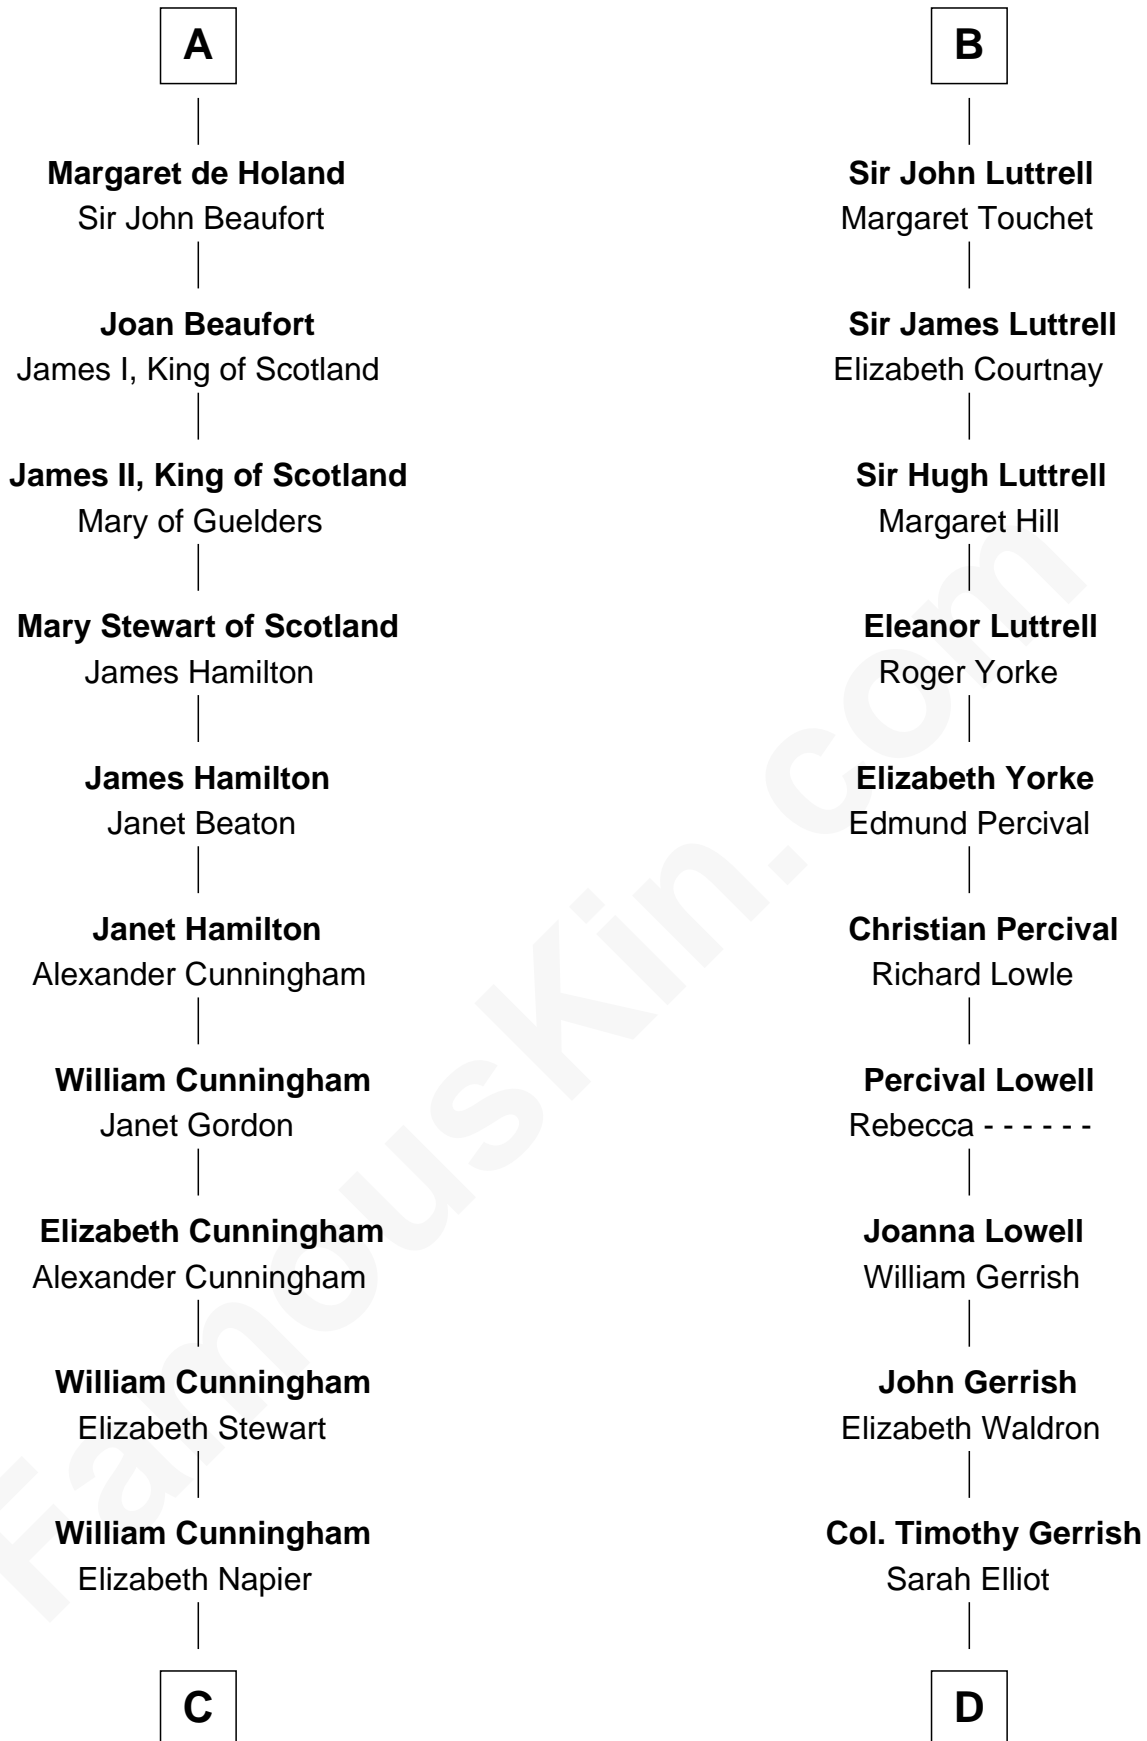 A
Margaret de Holand
Sir John Beaufort
Joan Beaufort
James I, King of Scotland
James II, King of Scotland
Mary of Guelders
Mary Stewart of Scotland
James Hamilton
James Hamilton
Janet Beaton
Janet Hamilton
Alexander Cunningham
William Cunningham
Janet Gordon
Elizabeth Cunningham
Alexander Cunningham
William Cunningham
Elizabeth Stewart
William Cunningham
Elizabeth Napier
C
B
Sir John Luttrell
Margaret Touchet
Sir James Luttrell
Elizabeth Courtnay
Sir Hugh Luttrell
Margaret Hill
Eleanor Luttrell
Roger Yorke
Elizabeth Yorke
Edmund Percival
Christian Percival
Richard Lowle
Percival Lowell
Rebecca - - - - - -
Joanna Lowell
William Gerrish
John Gerrish
Elizabeth Waldron
Col. Timothy Gerrish
Sarah Elliot
D
FamousKin.com